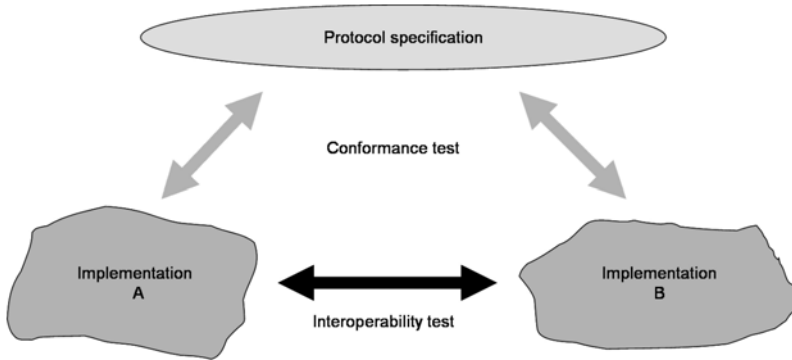 Protocol specification
Conformance test
Implementation
A
Implementation
B
Interoperability test